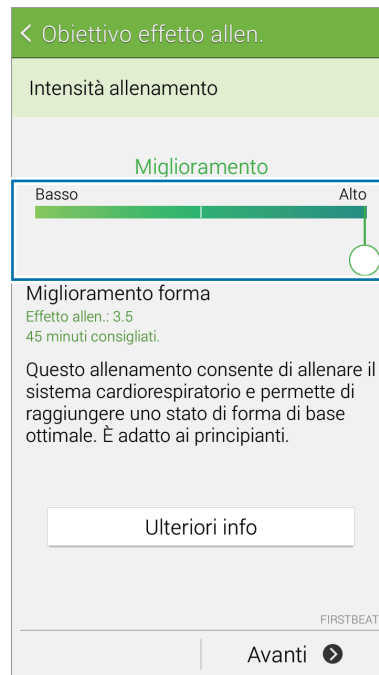 Obiettivo effetto allen.
Intensità allenamento
Miglioramento
Basso Alto
Miglioramento forma
Effetto allen.: 3.5
45 minuti consigliati.
Questo allenamento consente di allenare il
sistema cardiorespiratorio e permette di
raggiungere uno stato di forma di base
ottimale. È adatto ai principianti.
Ulteriori info
FIRSTBEAT
Avanti